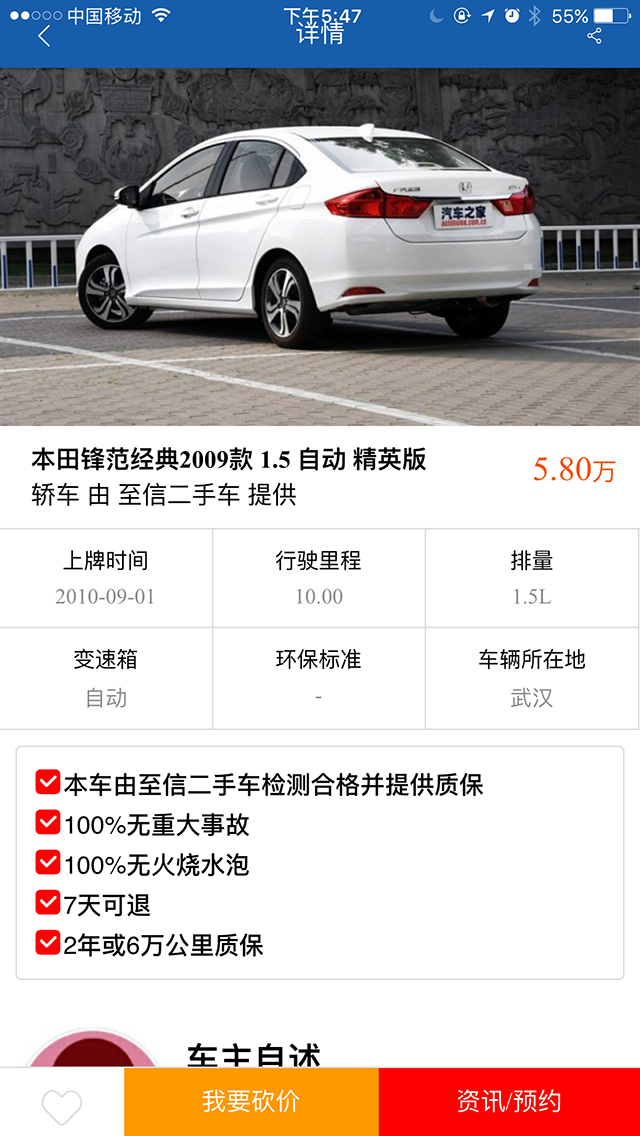 中国移动
下午5:47
55%
详情
汽车之家
autohome.com.cn
本田锋范经典2009款 1.5 自动 精英版
5.80万
轿车 由 至信二手车 提供
上牌时间
行驶里程
排量
2010-09-01
10.00
1.5L
变速箱
环保标准
车辆所在地
自动
-
武汉
本车由至信二手车检测合格并提供质保
100%无重大事故
100%无火烧水泡
7天可退
2年或6万公里质保
车主自述
我要砍价
资讯/预约